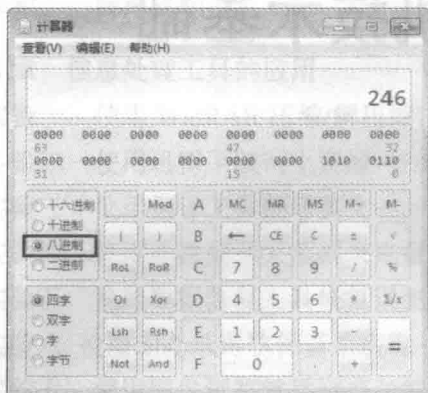 计算器
查看(V) 编辑(E) 帮助(H)
246
0000 0000 0000 0000 0000 0000 0000 0000
63 47 32
0000 0000 0000 0000 0000 0000 1010 0110
31 15 0
十六进制 Mod A MC MR MS M+ M-
十进制 ( ) B ← CE C ± √
八进制
二进制 RoL RoR C 7 8 9 / %
四字 Or Xor D 4 5 6 * 1/x
双字 Lsh Rsh E 1 2 3 - =
字
字节 Not And F 0 . +